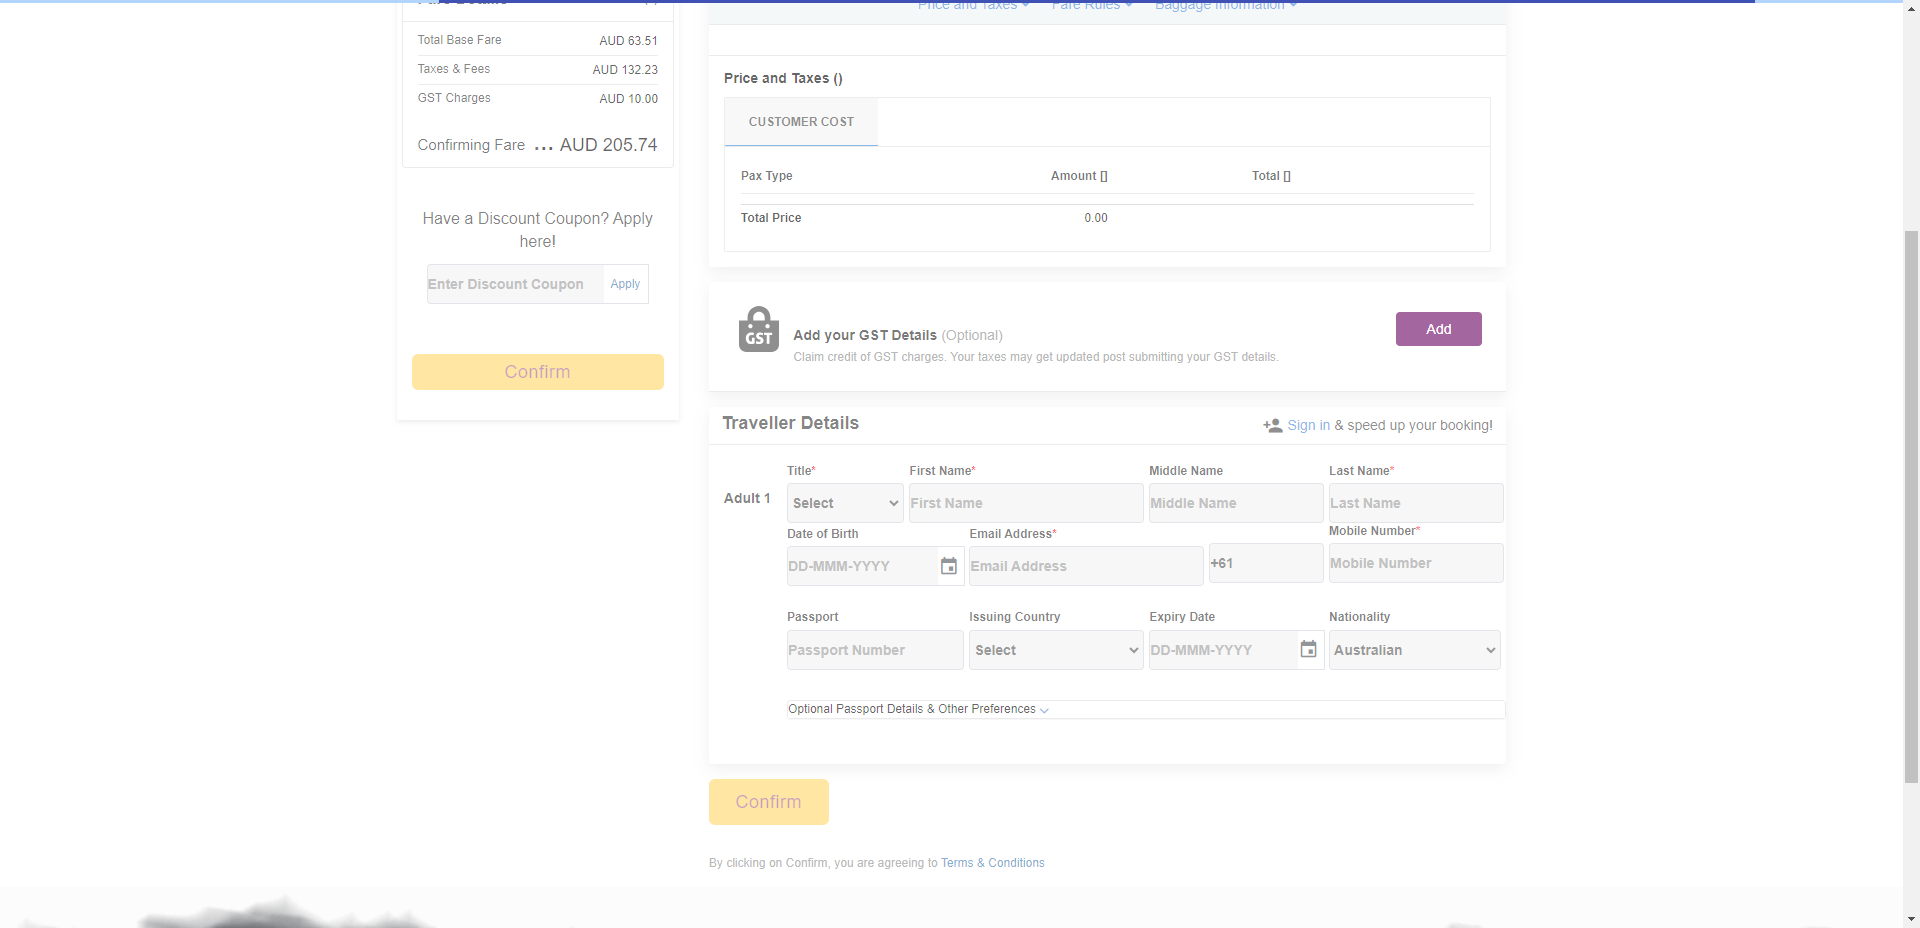 Fare Details
Total Base Fare AUD 63.51
Taxes & Fees AUD 132.23
GST Charges AUD 10.00
Confirming Fare ... AUD 205.74
Have a Discount Coupon? Apply
here!
Enter Discount Coupon Apply
Confirm
Price and Taxes Fare Rules Baggage Information
Price and Taxes ()
CUSTOMER COST
Pax Type Amount [] Total []
Total Price 0.00
GST
Add your GST Details (Optional)
Claim credit of GST charges. Your taxes may get updated post submitting your GST details.
Add
Traveller Details
Sign in & speed up your booking!
Title* First Name* Middle Name Last Name*
Adult 1 Select First Name Middle Name Last Name
Date of Birth Email Address* Mobile Number*
DD-MMM-YYYY Email Address +61 Mobile Number
Passport Issuing Country Expiry Date Nationality
Passport Number Select DD-MMM-YYYY Australian
Optional Passport Details & Other Preferences
Confirm
By clicking on Confirm, you are agreeing to Terms & Conditions